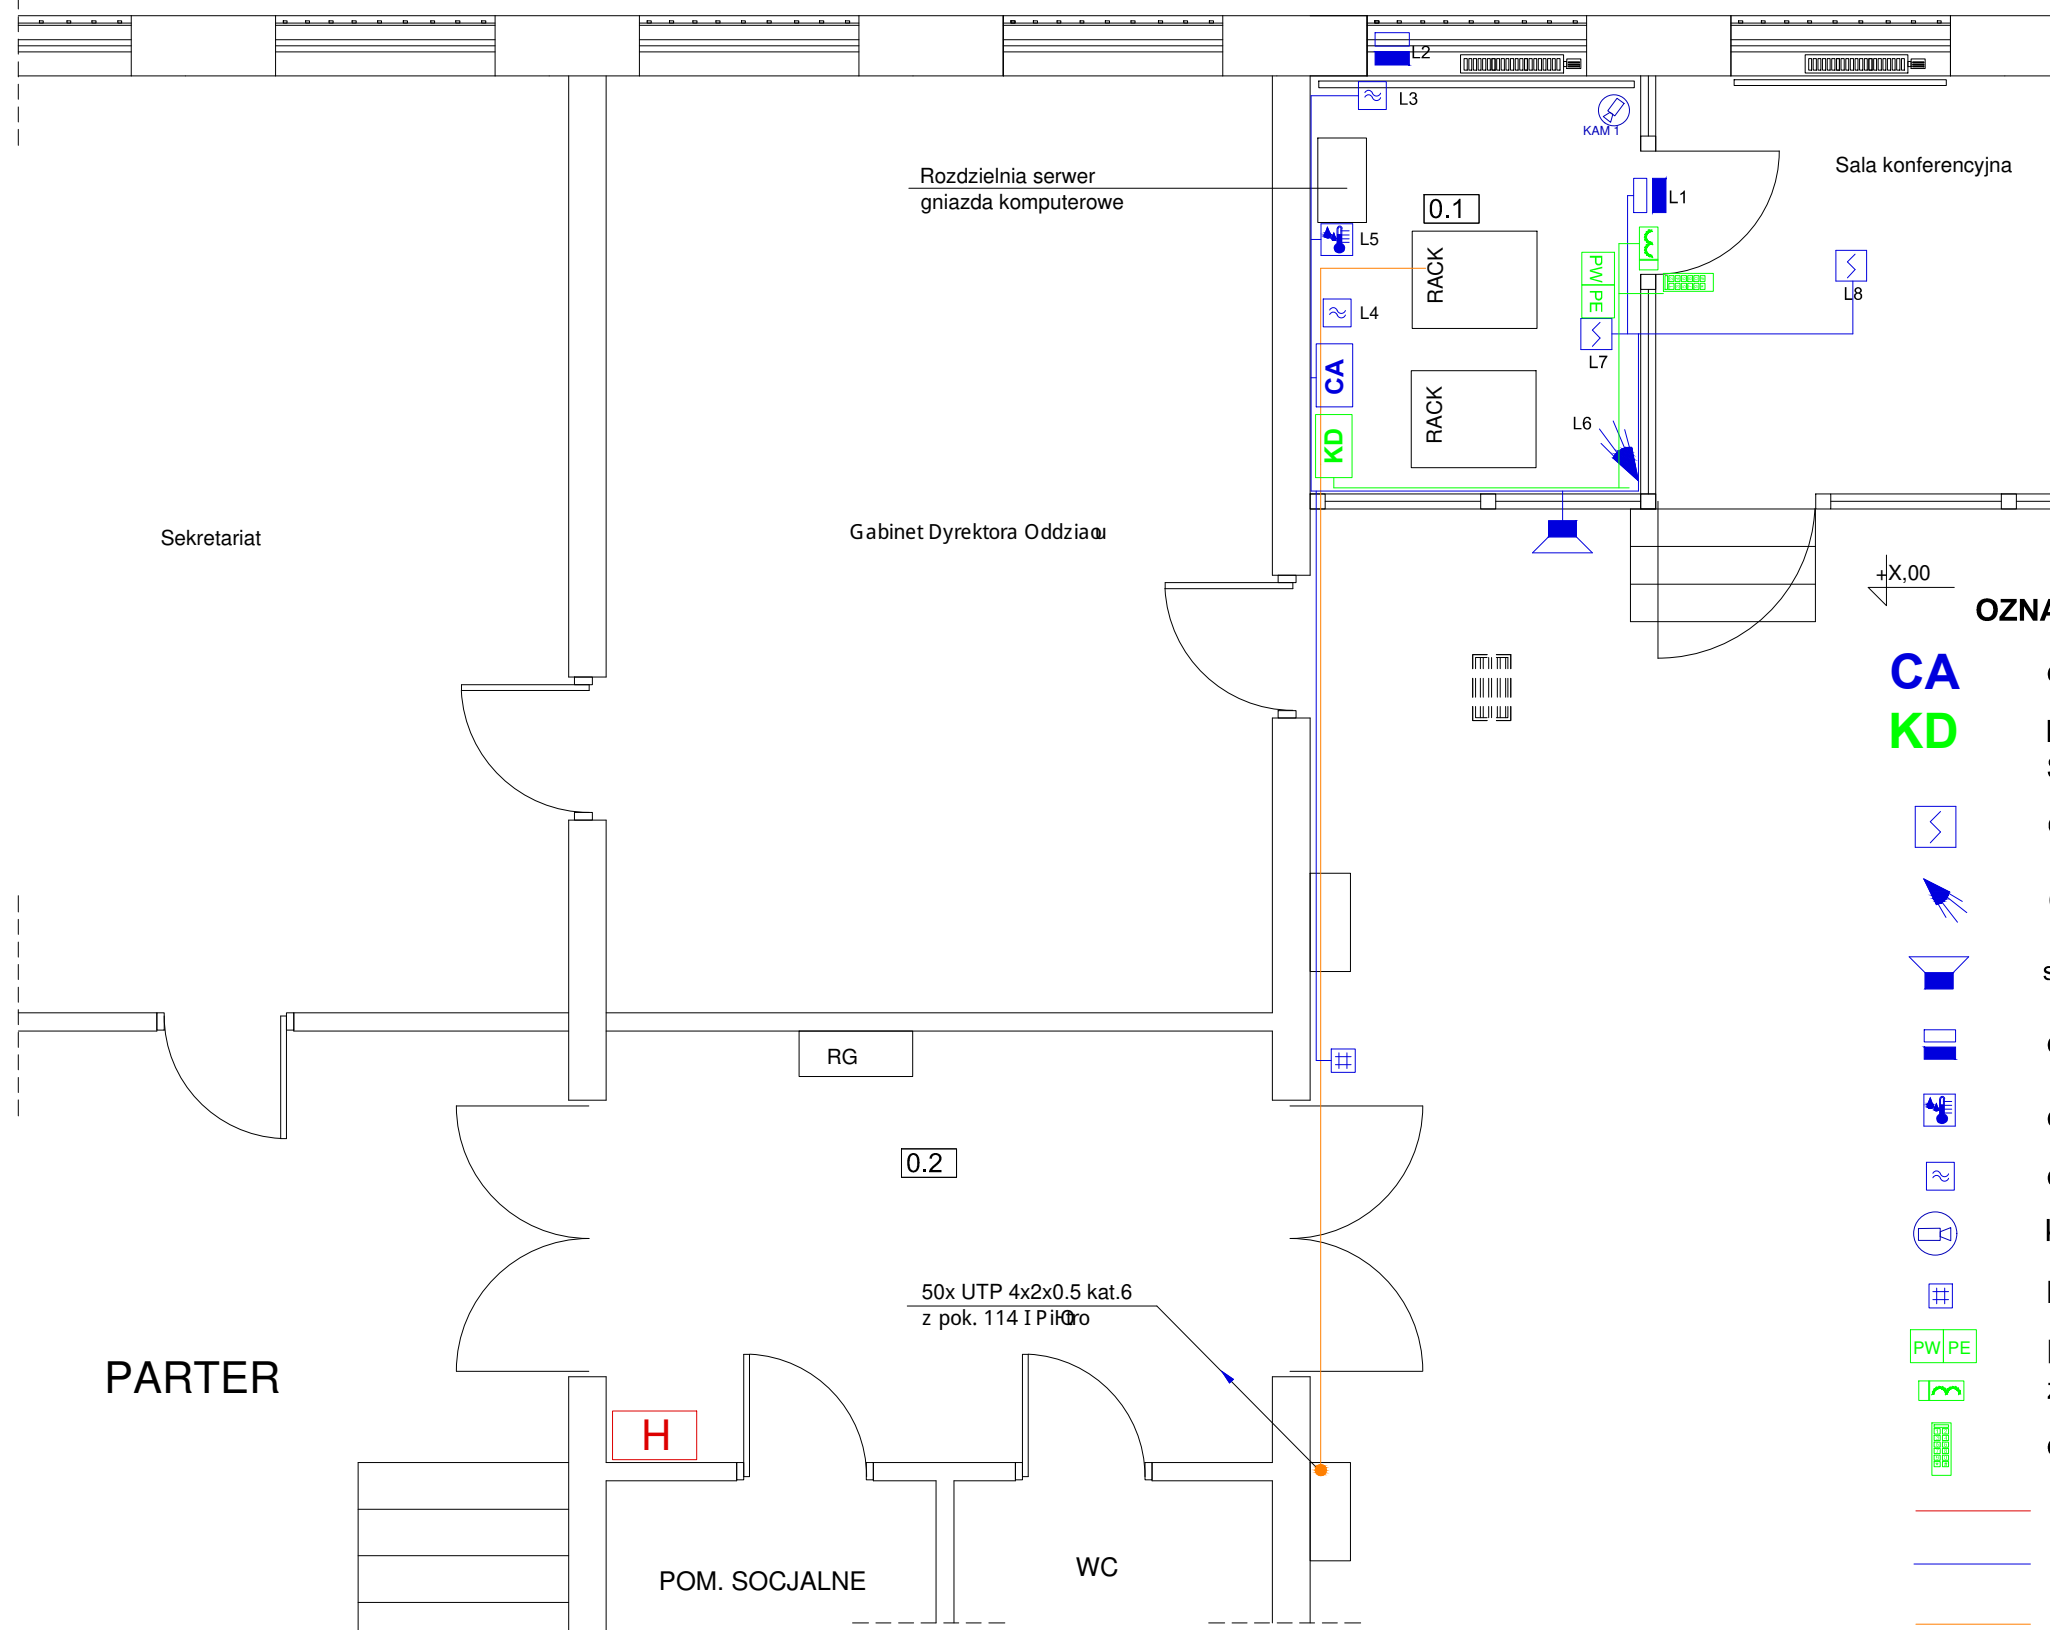 L2
L3
KAM 1
Rozdzielnia serwer
gniazda komputerowe
Sala konferencyjna
0.1
L1
L5
RACK
PW PE
L8
L4
L7
CA
RACK
L6
KD
Sekretariat
Gabinet Dyrektora Oddziaou
+X,00
OZNA
CA
KD
RG
0.2
50x UTP 4x2x0.5 kat.6
z pok. 114 I
PW PE
PARTER
H
POM. SOCJALNE
WC